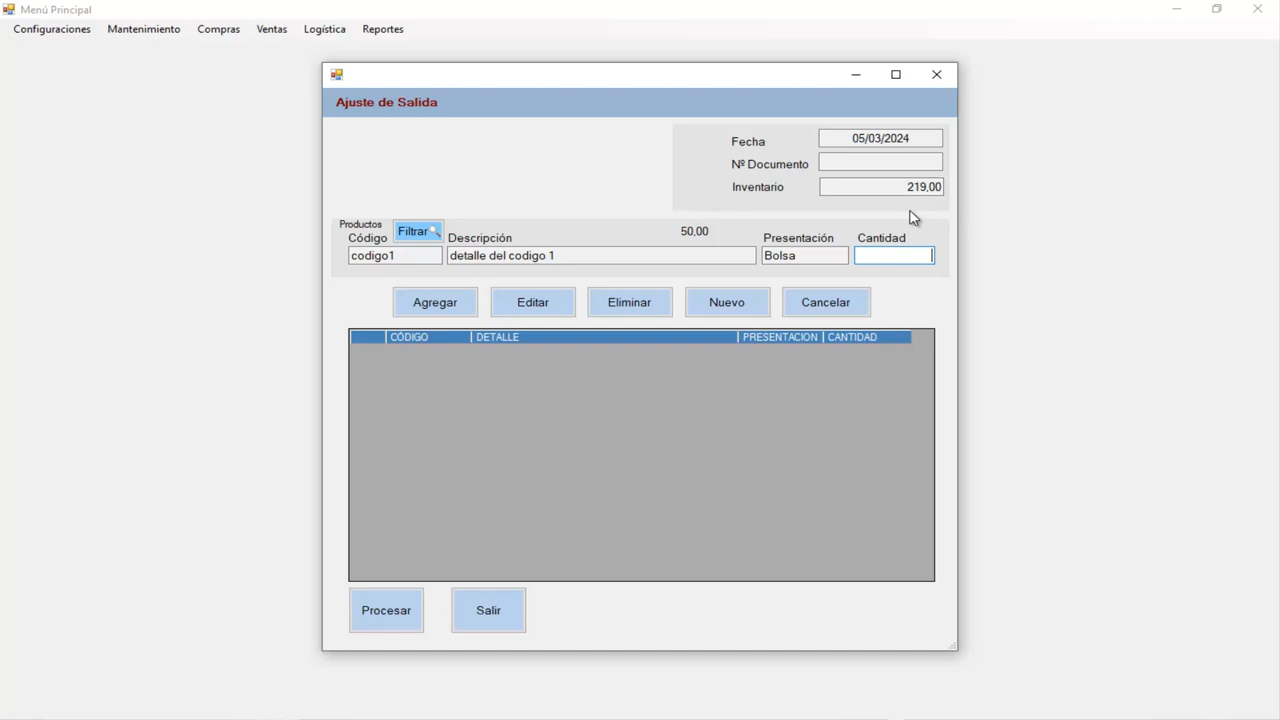 Menú Principal
Configuraciones Mantenimiento Compras Ventas Logística Reportes
Ajuste de Salida
Fecha 05/03/2024
Nº Documento
Inventario 219,00
Productos
Código Filtrar Descripción 50,00 Presentación Cantidad
codigo1 detalle del codigo 1 Bolsa
Agregar Editar Eliminar Nuevo Cancelar
CÓDIGO DETALLE PRESENTACION CANTIDAD
Procesar Salir